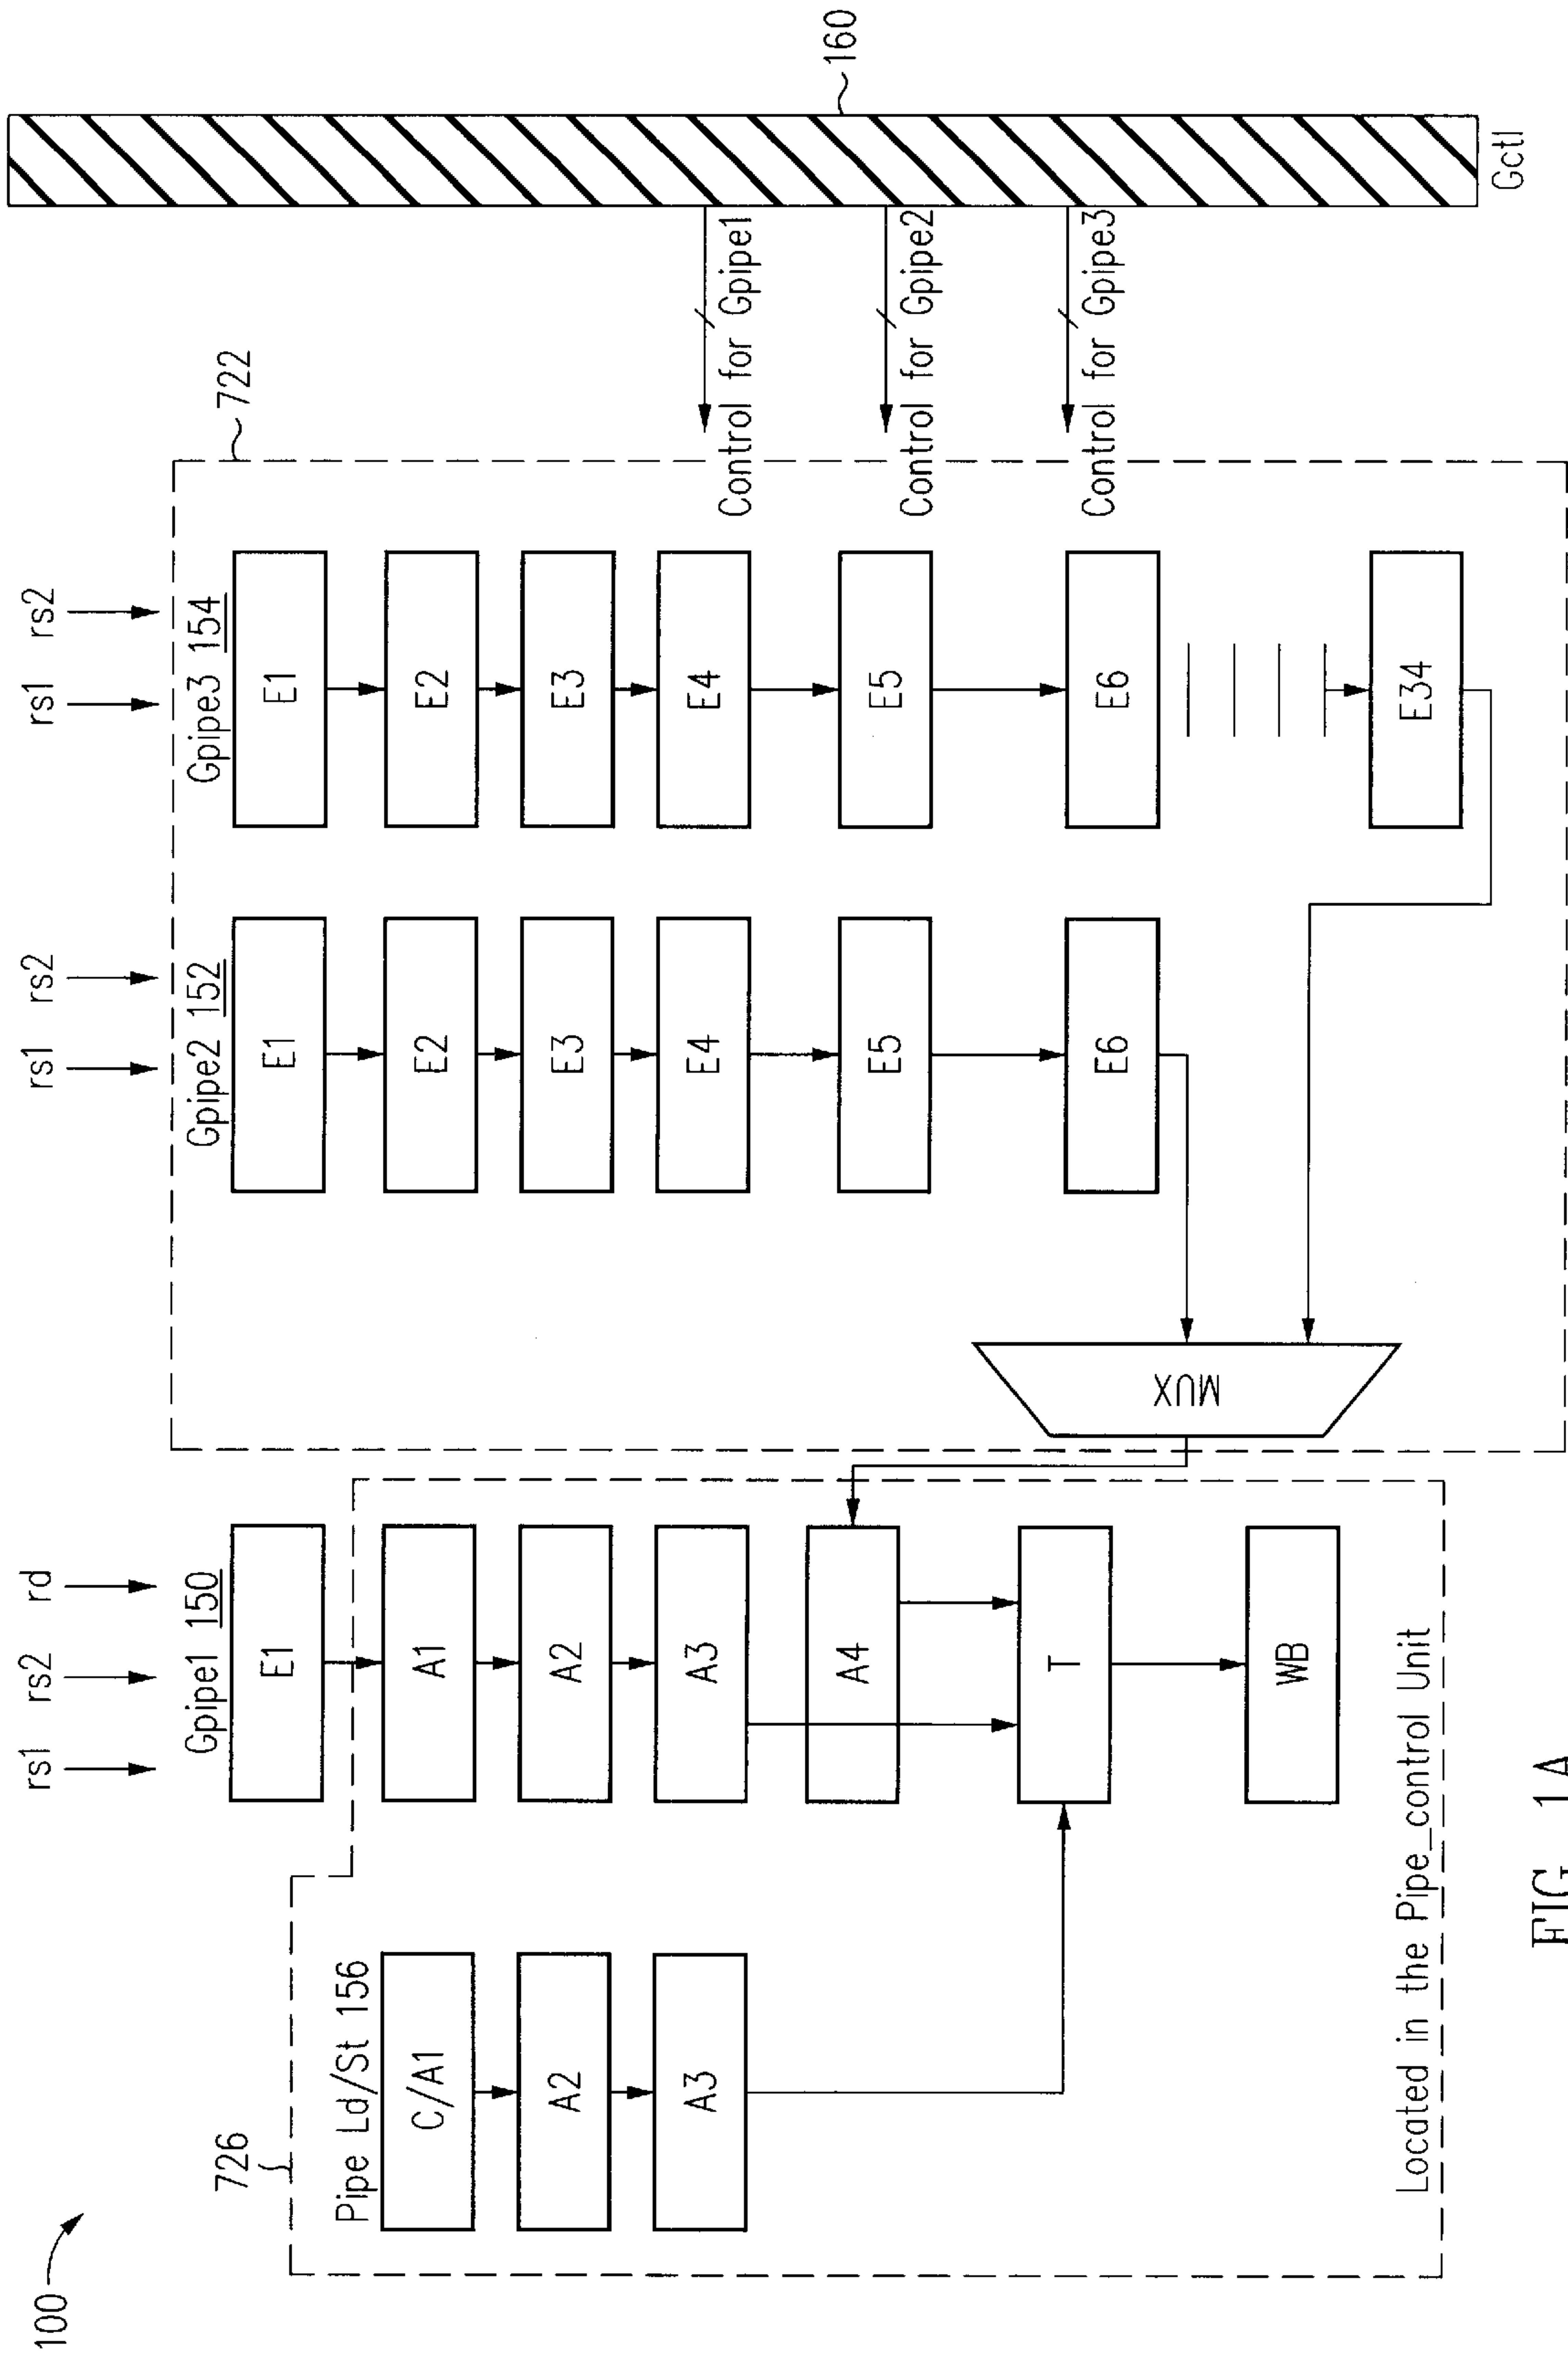 100
726
Pipe Ld/St 156
C/A1
A2
A3
rs1 rs2 rd
Gpipe1 150
E1
A1
A2
A3
A4
T
WB
Located in the Pipe_control Unit
rs1 rs2
Gpipe2 152
E1
E2
E3
E4
E5
E6
MUX
rs1 rs2
Gpipe3 154
E1
E2
E3
E4
E5
E6
E34
722
Control for Gpipe1
Control for Gpipe2
Control for Gpipe3
160
Gctl
FIG. 1A